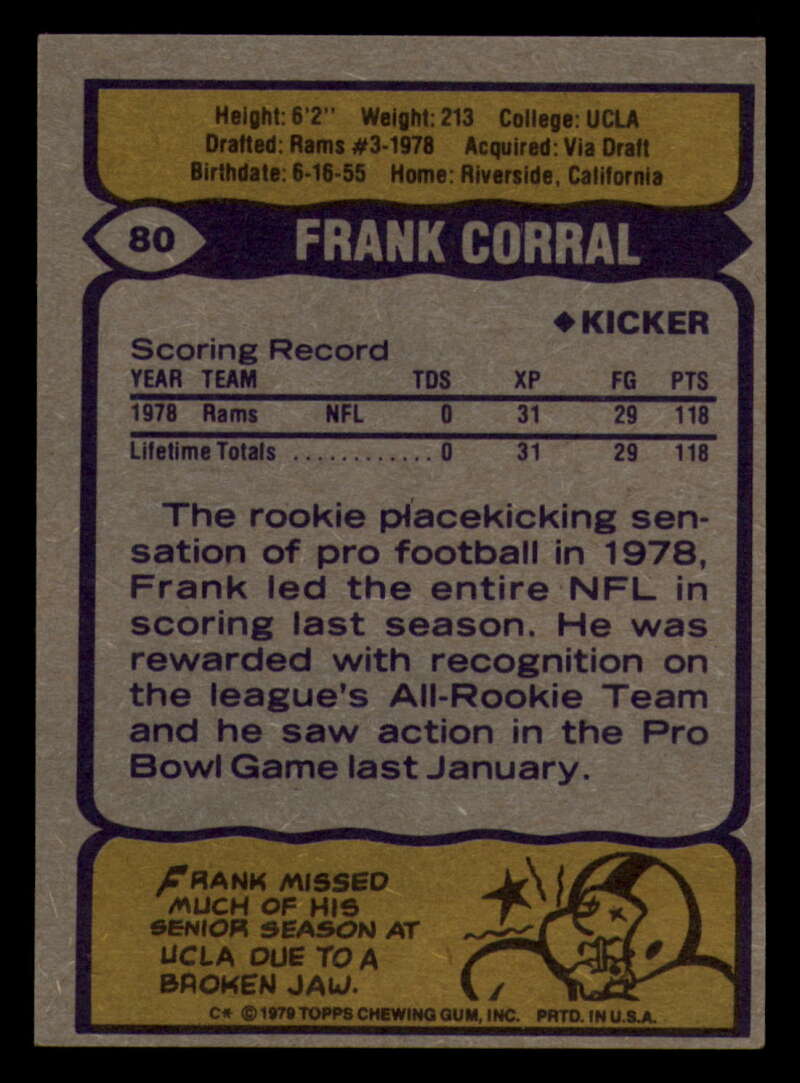 Height: 6'2" Weight: 213 College: UCLA
Drafted: Rams #3-1978 Acquired: Via Draft
Birthdate: 6-16-55 Home: Riverside, California
80 FRANK CORRAL
◆KICKER
Scoring Record
YEAR TEAM TDS XP FG PTS
1978 Rams NFL 0 31 29 118
Lifetime Totals ............. 0 31 29 118
The rookie placekicking sen-
sation of pro football in 1978,
Frank led the entire NFL in
scoring last season. He was
rewarded with recognition on
the league's All-Rookie Team
and he saw action in the Pro
Bowl Game last January.
FRANK MISSED
MUCH OF HIS
SENIOR SEASON AT
UCLA DUE TO A
BROKEN JAW.
C* © 1979 TOPPS CHEWING GUM, INC. PRTD. IN U.S.A.